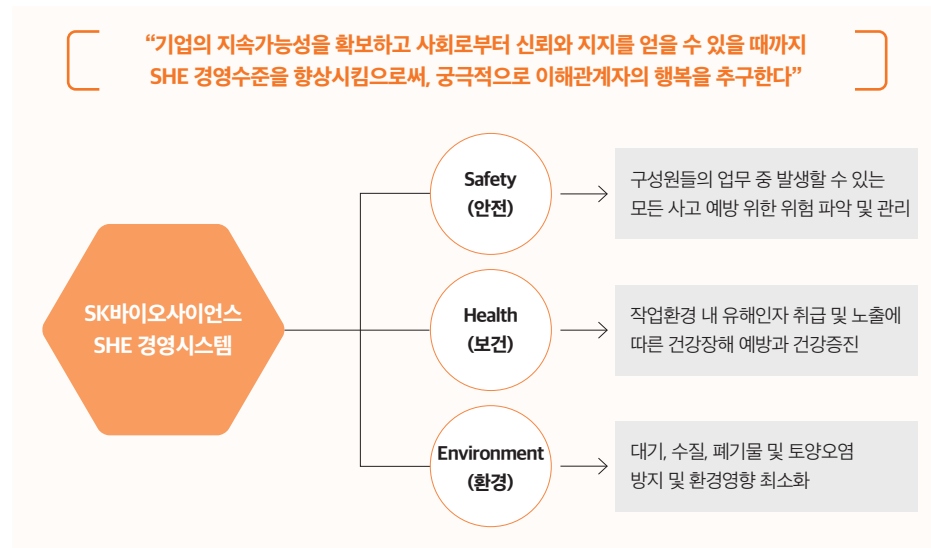 “기업의 지속가능성을 확보하고 사회로부터 신뢰와 지지를 얻을 수 있을 때까지
SHE 경영수준을 향상시킴으로써, 궁극적으로 이해관계자의 행복을 추구한다”
SK바이오사이언스
SHE 경영시스템
Safety
(안전)
구성원들의 업무 중 발생할 수 있는
모든 사고 예방 위한 위험 파악 및 관리
Health
(보건)
작업환경 내 유해인자 취급 및 노출에
따른 건강장해 예방과 건강증진
Environment
(환경)
대기, 수질, 폐기물 및 토양오염
방지 및 환경영향 최소화